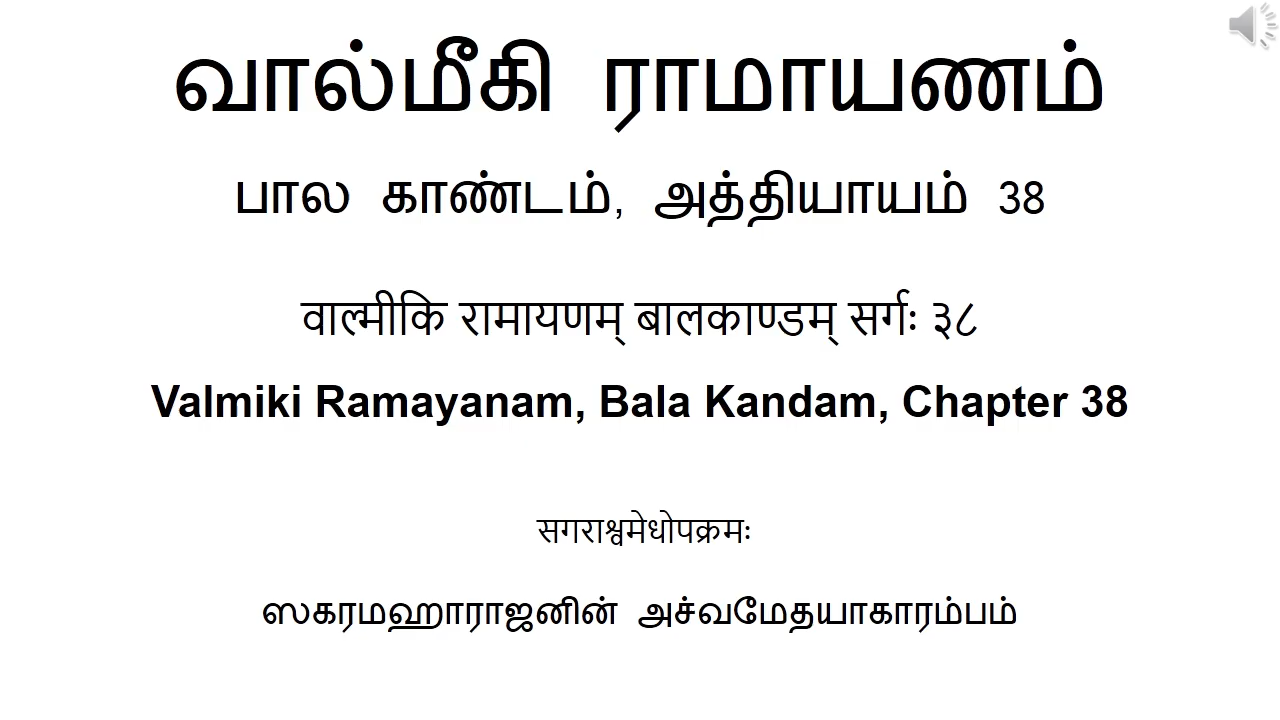 வால்மீகி ராமாயணம்
பால காண்டம், அத்தியாயம் 38
वाल्मीकि रामायणम् बालकाण्डम् सर्गः ३८
Valmiki Ramayanam, Bala Kandam, Chapter 38
सगराश्वमेधोपक्रमः
ஸகரமஹாராஜனின் அச்வமேதயாகாரம்பம்